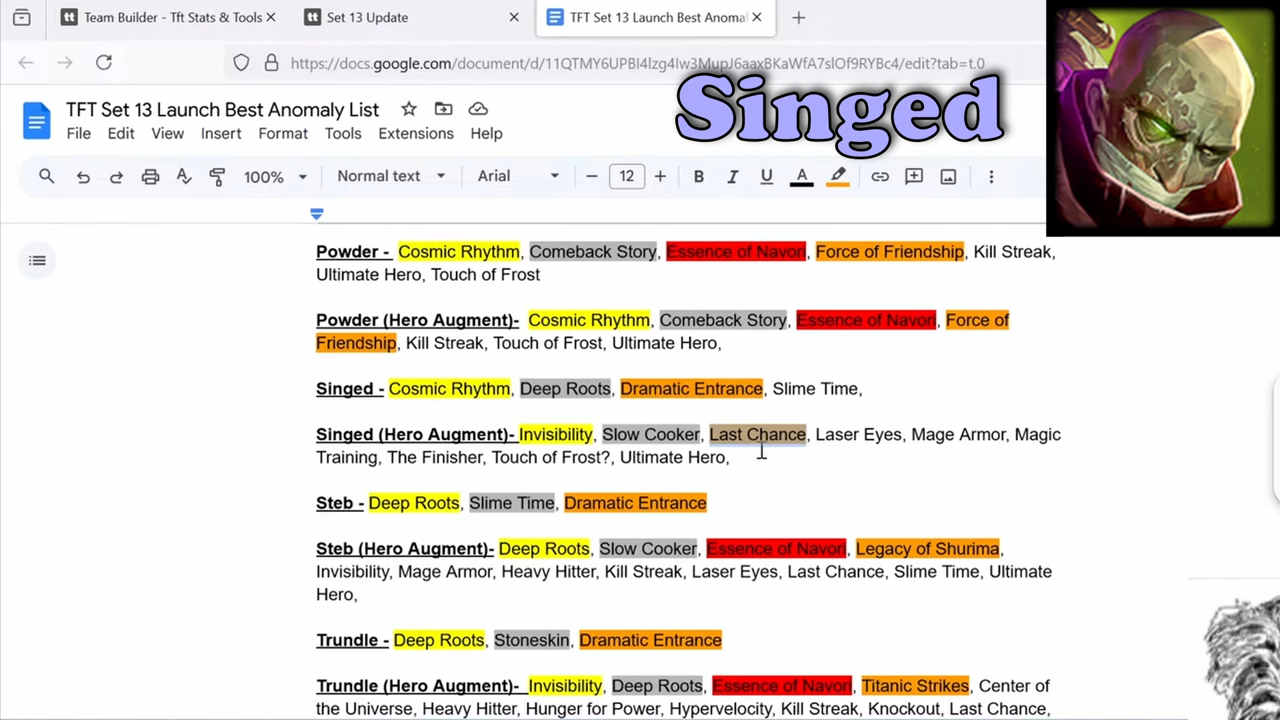 Team Builder - Tft Stats & Tools
Set 13 Update
TFT Set 13 Launch Best Anomal
https://docs.google.com/document/d/11QTMY6UPBI4lzg4Iw3MupJ6aaxBKaWfA7slOf9RYBc4/edit?tab=t.0
Singed
TFT Set 13 Launch Best Anomaly List
File Edit View Insert Format Tools Extensions Help
100% Normal text Arial 12 B I U A
Powder - Cosmic Rhythm, Comeback Story, Essence of Navori, Force of Friendship, Kill Streak,
Ultimate Hero, Touch of Frost
Powder (Hero Augment)- Cosmic Rhythm, Comeback Story, Essence of Navori, Force of
Friendship, Kill Streak, Touch of Frost, Ultimate Hero,
Singed - Cosmic Rhythm, Deep Roots, Dramatic Entrance, Slime Time,
Singed (Hero Augment)- Invisibility, Slow Cooker, Last Chance, Laser Eyes, Mage Armor, Magic
Training, The Finisher, Touch of Frost?, Ultimate Hero,
Steb - Deep Roots, Slime Time, Dramatic Entrance
Steb (Hero Augment)- Deep Roots, Slow Cooker, Essence of Navori, Legacy of Shurima,
Invisibility, Mage Armor, Heavy Hitter, Kill Streak, Laser Eyes, Last Chance, Slime Time, Ultimate
Hero,
Trundle - Deep Roots, Stoneskin, Dramatic Entrance
Trundle (Hero Augment)- Invisibility, Deep Roots, Essence of Navori, Titanic Strikes, Center of
the Universe, Heavy Hitter, Hunger for Power, Hypervelocity, Kill Streak, Knockout, Last Chance,